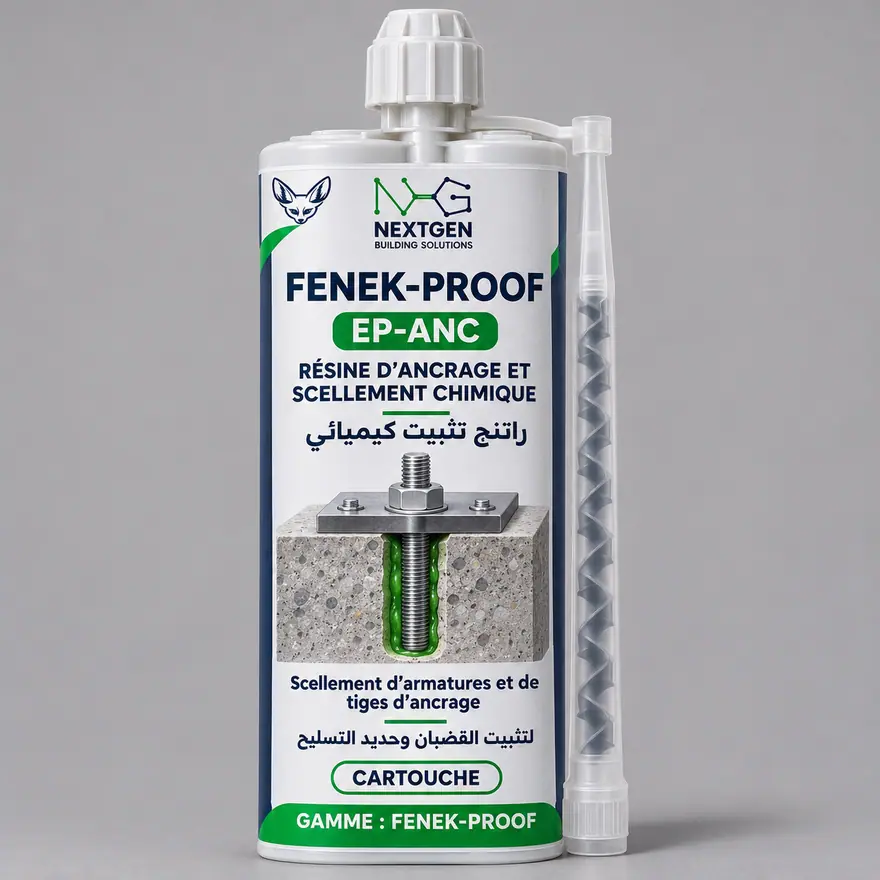 NG
NEXTGEN
BUILDING SOLUTIONS
FENEK-PROOF
EP-ANC
RÉSINE D'ANCRAGE ET
SCELLEMENT CHIMIQUE
راتنج تثبيت كيميائي
Scellement d'armatures et de
tiges d'ancrage
لتثبيت القضبان وحديد التسليح
CARTOUCHE
GAMME : FENEK-PROOF